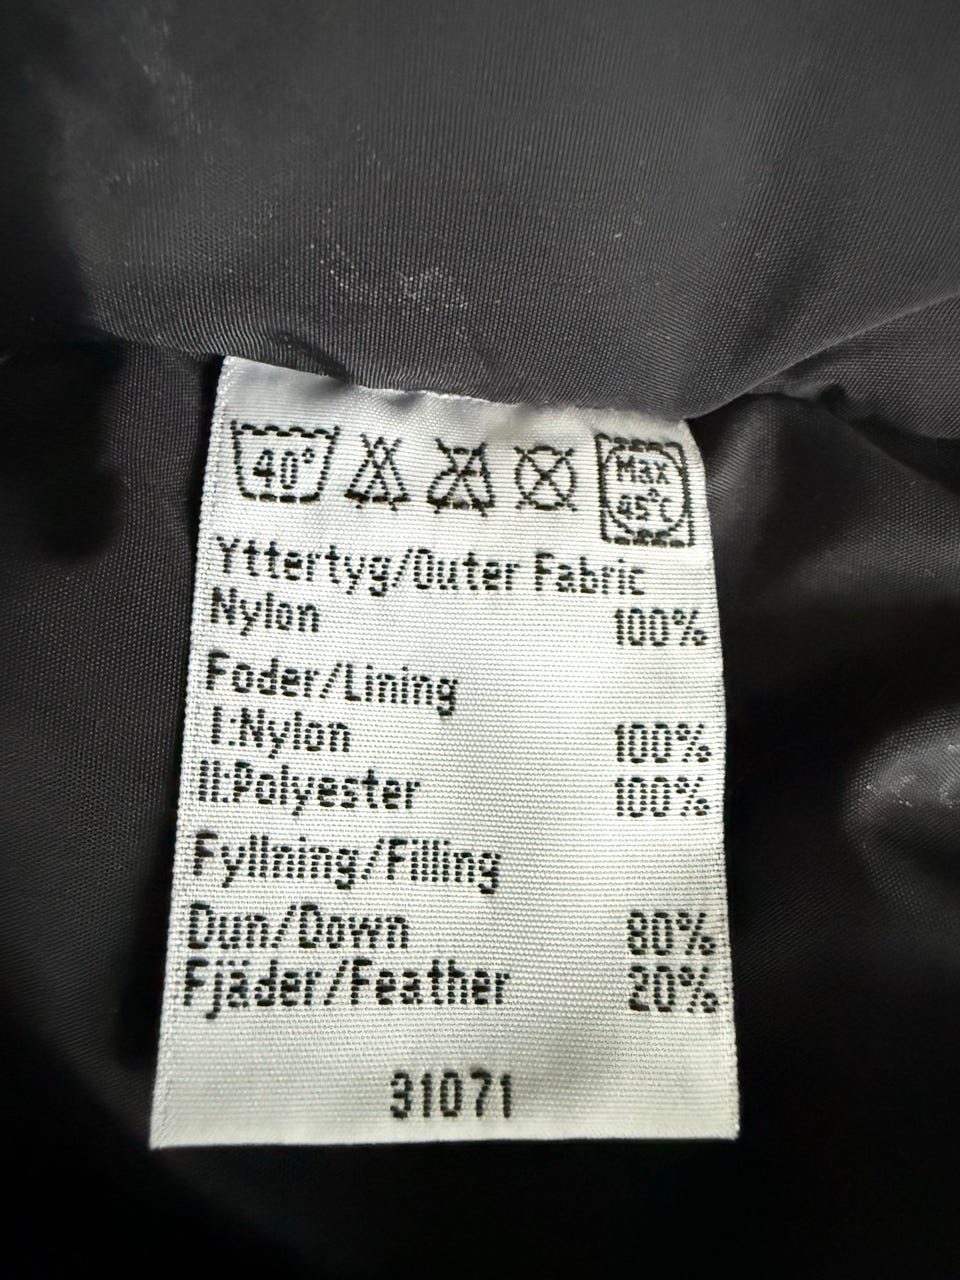 40°
Max
45°C
Yttertyg/Outer Fabric
Nylon 100%
Foder/Lining
I:Nylon 100%
II:Polyester 100%
Fyllning/Filling
Dun/Down 80%
Fjäder/Feather 20%
31071